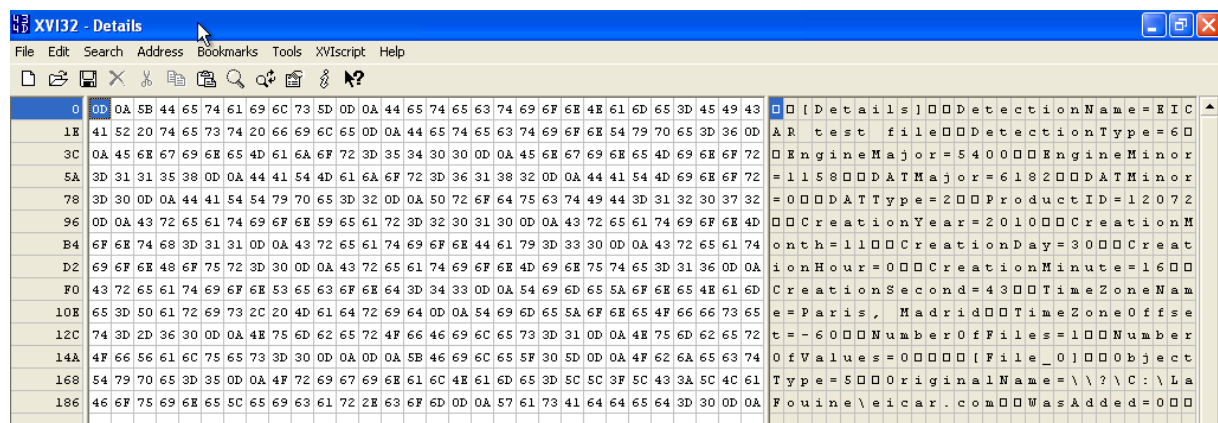 XVI32 - Details
File Edit Search Address Bookmarks Tools XVIscript Help
0 0D 0A 5B 44 65 74 61 69 6C 73 5D 0D 0A 44 65 74 65 63 74 69 6F 6E 4E 61 6D 65 3D 45 49 43 □□[Details]□□DetectionName=EIC
1E 41 52 20 74 65 73 74 20 66 69 6C 65 0D 0A 44 65 74 65 63 74 69 6F 6E 54 79 70 65 3D 36 0D AR test file□□DetectionType=6□
3C 0A 45 6E 67 69 6E 65 4D 61 6A 6F 72 3D 35 34 30 30 0D 0A 45 6E 67 69 6E 65 4D 69 6E 6F 72 □EngineMajor=5400□□EngineMinor
5A 3D 31 31 35 38 0D 0A 44 41 54 4D 61 6A 6F 72 3D 36 31 38 32 0D 0A 44 41 54 4D 69 6E 6F 72 =1158□□DATMajor=6182□□DATMinor
78 3D 30 0D 0A 44 41 54 54 79 70 65 3D 32 0D 0A 50 72 6F 64 75 63 74 49 44 3D 31 32 30 37 32 =0□□DATType=2□□ProductID=12072
96 0D 0A 43 72 65 61 74 69 6F 6E 59 65 61 72 3D 32 30 31 30 0D 0A 43 72 65 61 74 69 6F 6E 4D □□CreationYear=2010□□CreationM
B4 6F 6E 74 68 3D 31 31 0D 0A 43 72 65 61 74 69 6F 6E 44 61 79 3D 33 30 0D 0A 43 72 65 61 74 onth=11□□CreationDay=30□□Creat
D2 69 6F 6E 48 6F 75 72 3D 30 0D 0A 43 72 65 61 74 69 6F 6E 4D 69 6E 75 74 65 3D 31 36 0D 0A ionHour=0□□CreationMinute=16□□
F0 43 72 65 61 74 69 6F 6E 53 65 63 6F 6E 64 3D 34 33 0D 0A 54 69 6D 65 5A 6F 6E 65 4E 61 6D CreationSecond=43□□TimeZoneNam
10E 65 3D 50 61 72 69 73 2C 20 4D 61 64 72 69 64 0D 0A 54 69 6D 65 5A 6F 6E 65 4F 66 66 73 65 e=Paris, Madrid□□TimeZoneOffse
12C 74 3D 2D 36 30 0D 0A 4E 75 6D 62 65 72 4F 66 46 69 6C 65 73 3D 31 0D 0A 4E 75 6D 62 65 72 t=-60□□NumberOfFiles=1□□Number
14A 4F 66 56 61 6C 75 65 73 3D 30 0D 0A 0D 0A 5B 46 69 6C 65 5F 30 5D 0D 0A 4F 62 6A 65 63 74 OfValues=0□□□□[File_0]□□Object
168 54 79 70 65 3D 35 0D 0A 4F 72 69 67 69 6E 61 6C 4E 61 6D 65 3D 5C 5C 3F 5C 43 3A 5C 4C 61 Type=5□□OriginalName=\\?\C:\La
186 46 6F 75 69 6E 65 5C 65 69 63 61 72 2E 63 6F 6D 0D 0A 57 61 73 41 64 64 65 64 3D 30 0D 0A Fouine\eicar.com□□WasAdded=0□□